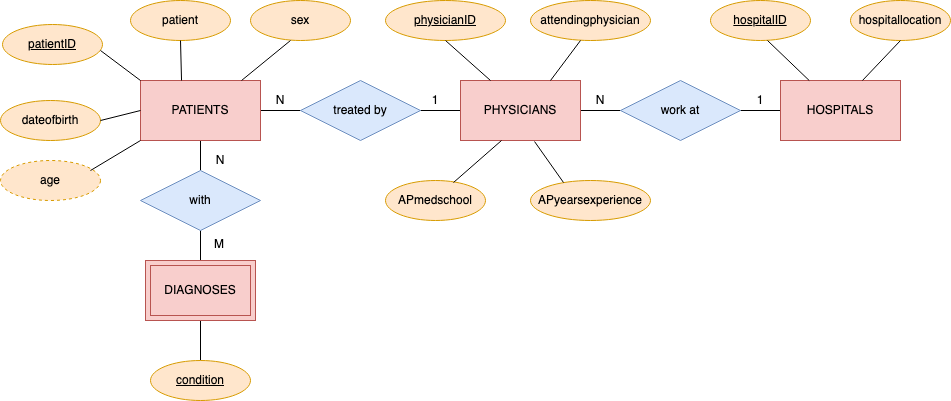 patient
sex
physicianID
attendingphysician
hospitalID
hospitallocation
patientID
PATIENTS
N
treated by
1
PHYSICIANS
N
work at
1
HOSPITALS
dateofbirth
age
N
with
APmedschool
APyearsexperience
M
DIAGNOSES
condition